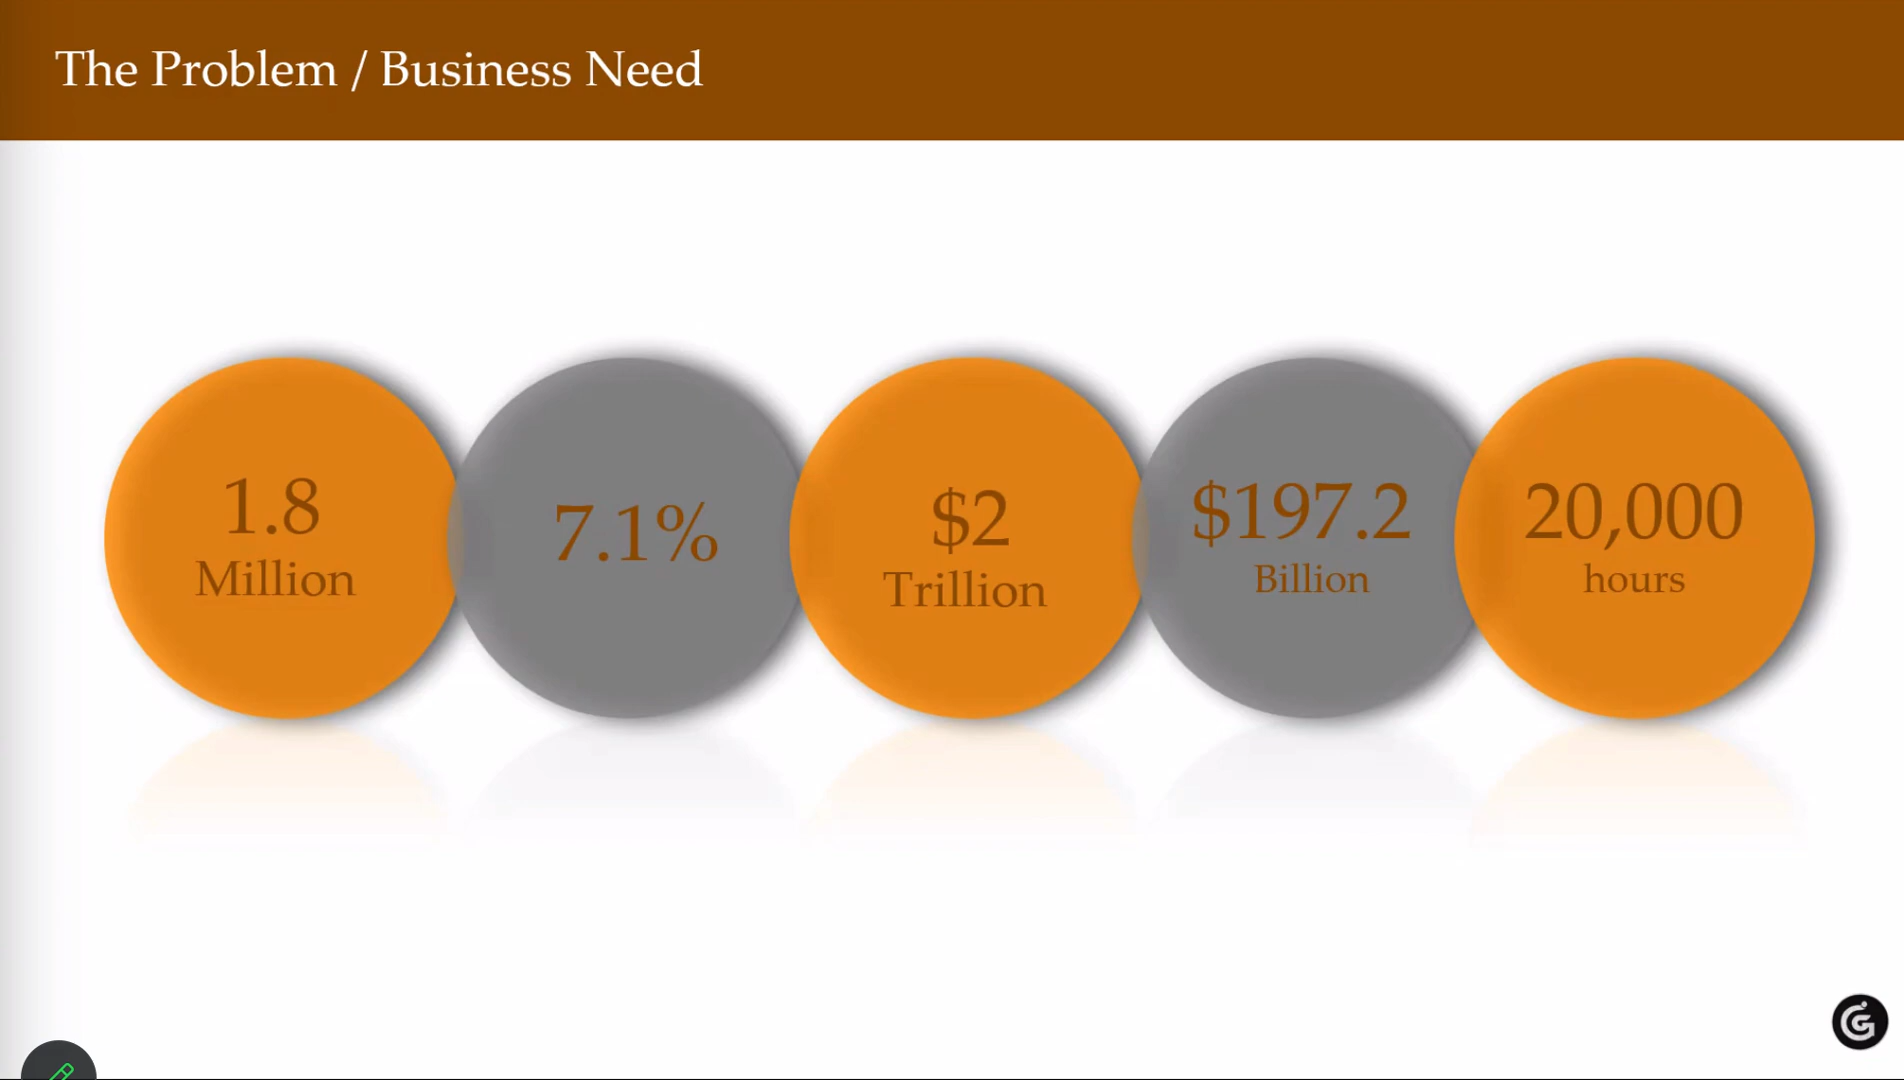 The Problem / Business Need
1.8
Million
7.1%
$2
Trillion
$197.2
Billion
20,000
hours